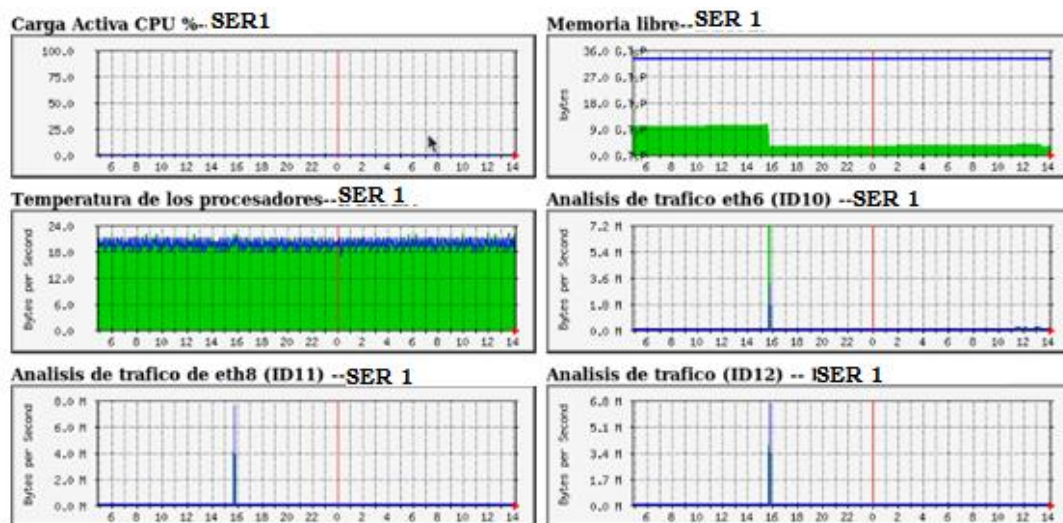 Carga Activa CPU %-- SER1
100.0
75.0
50.0
25.0
0.0
6 8 10 12 14 16 18 20 22 0 2 4 6 8 10 12 14
Memoria libre-- SER 1
bytes
36.0 G.T.P
27.0 G.T.P
18.0 G.T.P
9.0 G.T.P
0.0 G.T.P
6 8 10 12 14 16 18 20 22 0 2 4 6 8 10 12 14
Temperatura de los procesadores-- SER 1
Bytes per Second
24.0
18.0
12.0
6.0
0.0
6 8 10 12 14 16 18 20 22 0 2 4 6 8 10 12 14
Analisis de trafico eth6 (ID10) --SER 1
Bytes per Second
7.2 M
5.4 M
3.6 M
1.8 M
0.0 M
6 8 10 12 14 16 18 20 22 0 2 4 6 8 10 12 14
Analisis de trafico de eth8 (ID11) --SER 1
Bytes per Second
8.0 M
6.0 M
4.0 M
2.0 M
0.0 M
6 8 10 12 14 16 18 20 22 0 2 4 6 8 10 12 14
Analisis de trafico (ID12) -- SER 1
Bytes per Second
6.8 M
5.1 M
3.4 M
1.7 M
0.0 M
6 8 10 12 14 16 18 20 22 0 2 4 6 8 10 12 14